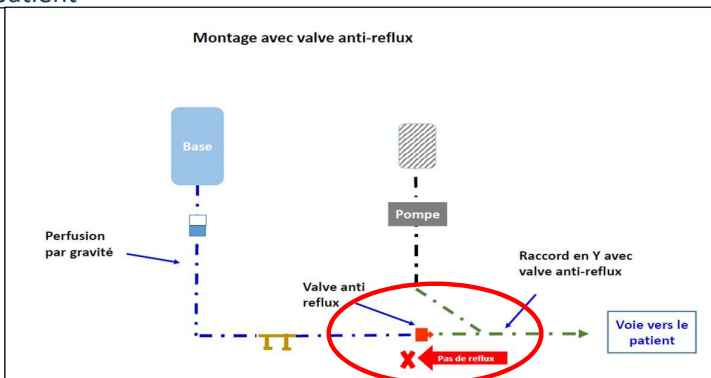 patient
Montage avec valve anti-reflux
Base
Pompe
Perfusion
par gravité
Raccord en Y avec
valve anti-reflux
Valve anti
reflux
Voie vers le
patient
Pas de reflux